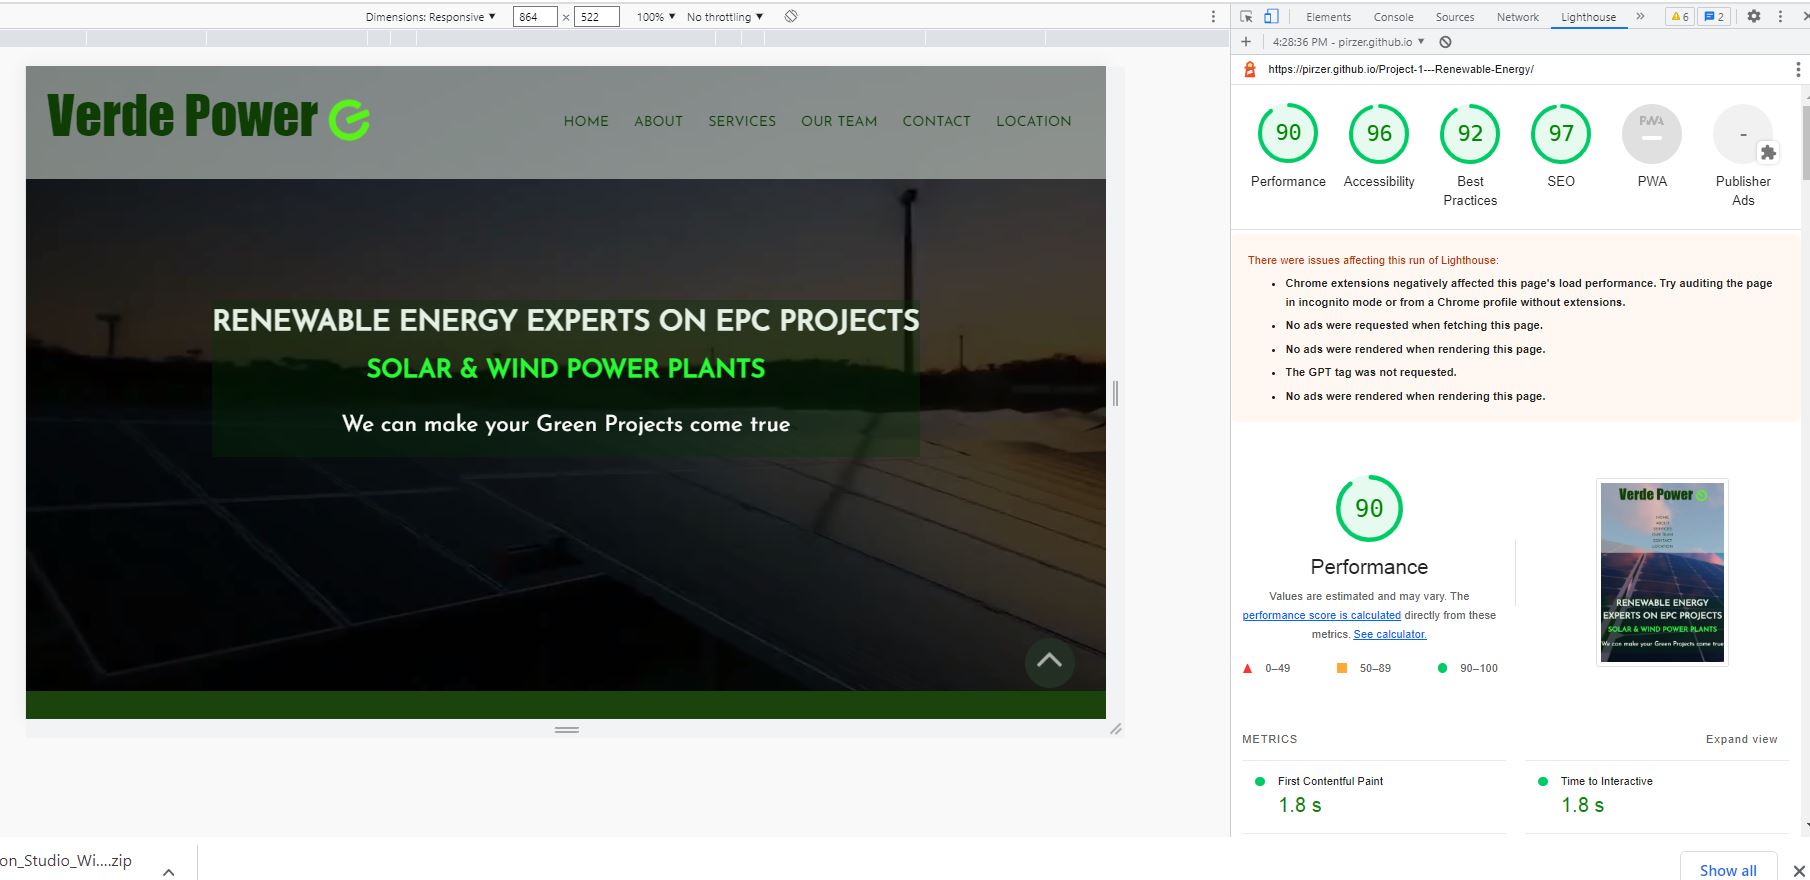 Dimensions: Responsive ▼ 864 × 522 100% ▼ No throttling ▼
Elements Console Sources Network Lighthouse » 6 2
4:28:36 PM - pirzer.github.io ▼
https://pirzer.github.io/Project-1---Renewable-Energy/
Verde Power
HOME ABOUT SERVICES OUR TEAM CONTACT LOCATION
RENEWABLE ENERGY EXPERTS ON EPC PROJECTS
SOLAR & WIND POWER PLANTS
We can make your Green Projects come true
90 96 92 97 PWA -
Performance Accessibility Best Practices SEO PWA Publisher Ads
There were issues affecting this run of Lighthouse:
• Chrome extensions negatively affected this page's load performance. Try auditing the page
in incognito mode or from a Chrome profile without extensions.
• No ads were requested when fetching this page.
• No ads were rendered when rendering this page.
• The GPT tag was not requested.
• No ads were rendered when rendering this page.
90
Performance
Values are estimated and may vary. The
performance score is calculated directly from these
metrics. See calculator.
0–49 50–89 90–100
Verde Power
HOME
ABOUT
SERVICES
OUR TEAM
CONTACT
LOCATION
RENEWABLE ENERGY
EXPERTS ON EPC PROJECTS
SOLAR & WIND POWER PLANTS
We can make your Green Projects come true
METRICS Expand view
First Contentful Paint
1.8 s
Time to Interactive
1.8 s
on_Studio_Wi....zip
Show all